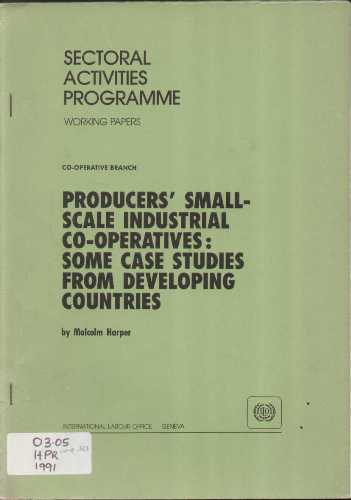 SECTORAL
ACTIVITIES
PROGRAMME
WORKING PAPERS
CO-OPERATIVE BRANCH
PRODUCERS' SMALL-
SCALE INDUSTRIAL
CO-OPERATIVES:
SOME CASE STUDIES
FROM DEVELOPING
COUNTRIES
by Malcolm Harper
INTERNATIONAL LABOUR OFFICE GENEVA
03.05
HPR
1991